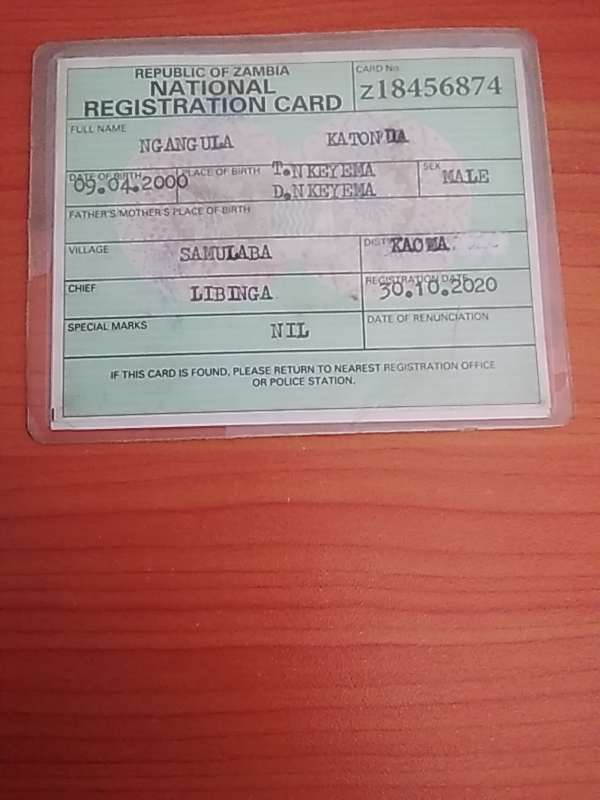 REPUBLIC OF ZAMBIA
NATIONAL
REGISTRATION CARD
CARD No.
z18456874
FULL NAME
NGANGULA KATONDA
DATE OF BIRTH
09.04.2000
PLACE OF BIRTH
T.NKEYEMA
D.NKEYEMA
SEX
MALE
FATHER'S/MOTHER'S PLACE OF BIRTH
VILLAGE
SAMULABA
DIST
KAOMA
CHIEF
LIBINGA
REGISTRATION DATE
30.10.2020
SPECIAL MARKS
NIL
DATE OF RENUNCIATION
IF THIS CARD IS FOUND, PLEASE RETURN TO NEAREST REGISTRATION OFFICE
OR POLICE STATION.